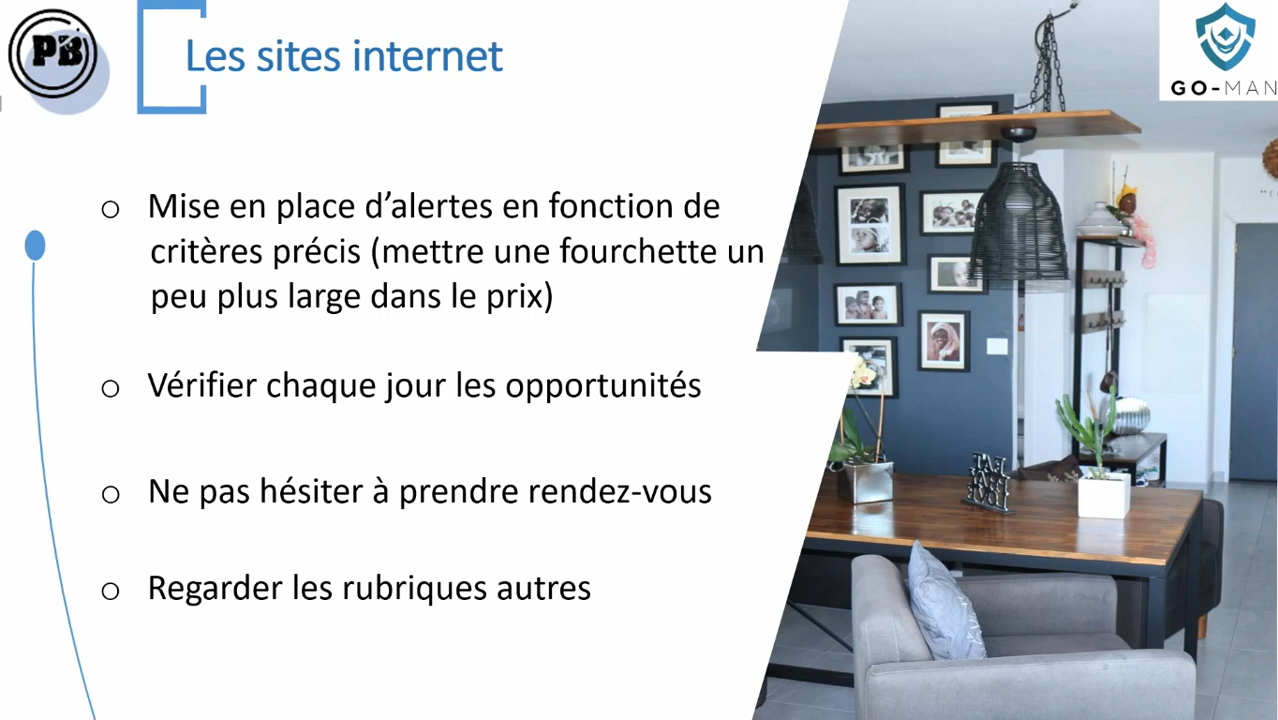 PB
Les sites internet
GO-MAN
o Mise en place d’alertes en fonction de
critères précis (mettre une fourchette un
peu plus large dans le prix)
o Vérifier chaque jour les opportunités
o Ne pas hésiter à prendre rendez-vous
o Regarder les rubriques autres